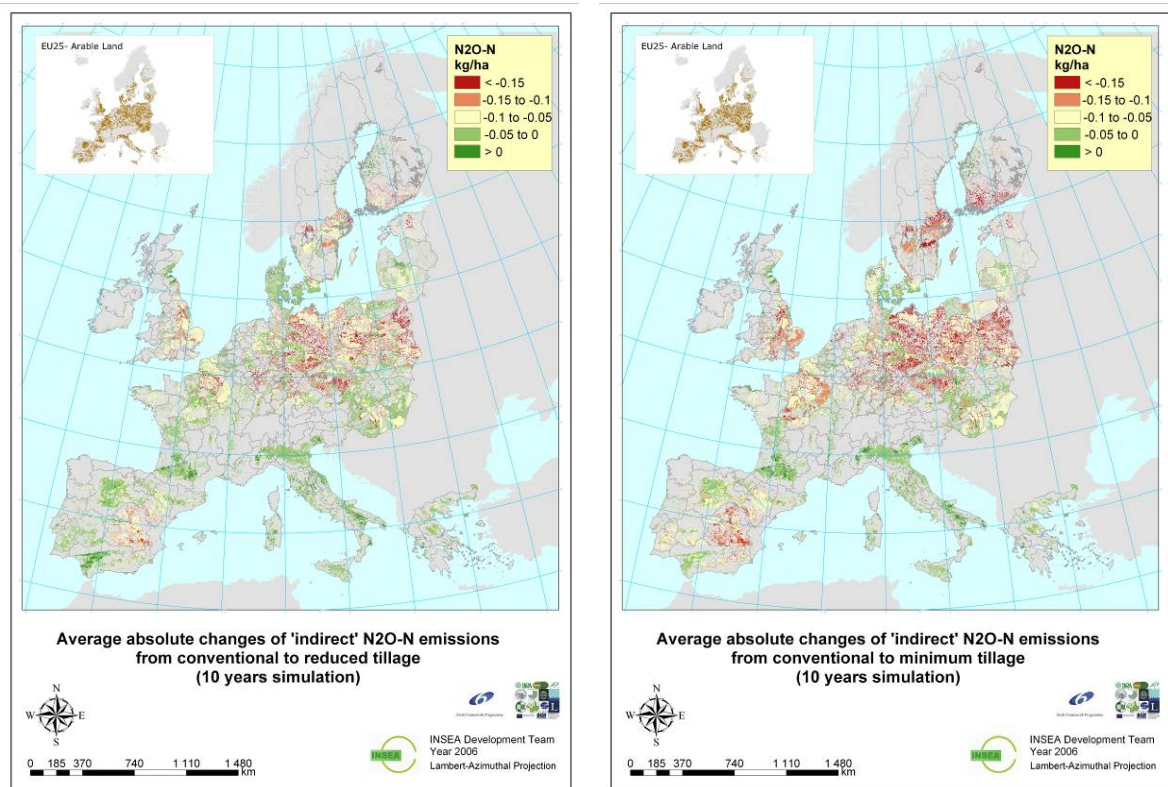 EU25- Arable Land
N2O-N
kg/ha
< -0.15
-0.15 to -0.1
-0.1 to -0.05
-0.05 to 0
> 0
Average absolute changes of 'indirect' N2O-N emissions
from conventional to reduced tillage
(10 years simulation)
N
W E
S
0 185 370 740 1 110 1 480
km
INSEA
INSEA Development Team
Year 2006
Lambert-Azimuthal Projection
EU25- Arable Land
N2O-N
kg/ha
< -0.15
-0.15 to -0.1
-0.1 to -0.05
-0.05 to 0
> 0
Average absolute changes of 'indirect' N2O-N emissions
from conventional to minimum tillage
(10 years simulation)
N
W E
S
0 185 370 740 1 110 1 480
km
INSEA
INSEA Development Team
Year 2006
Lambert-Azimuthal Projection